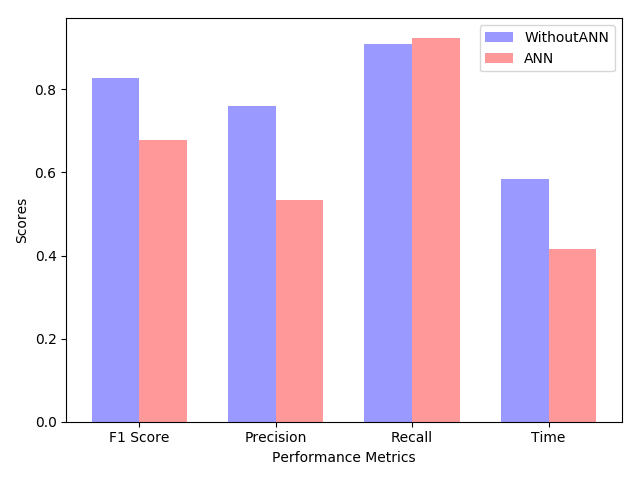 WithoutANN
ANN
Scores
0.8
0.6
0.4
0.2
0.0
F1 Score Precision Recall Time
Performance Metrics